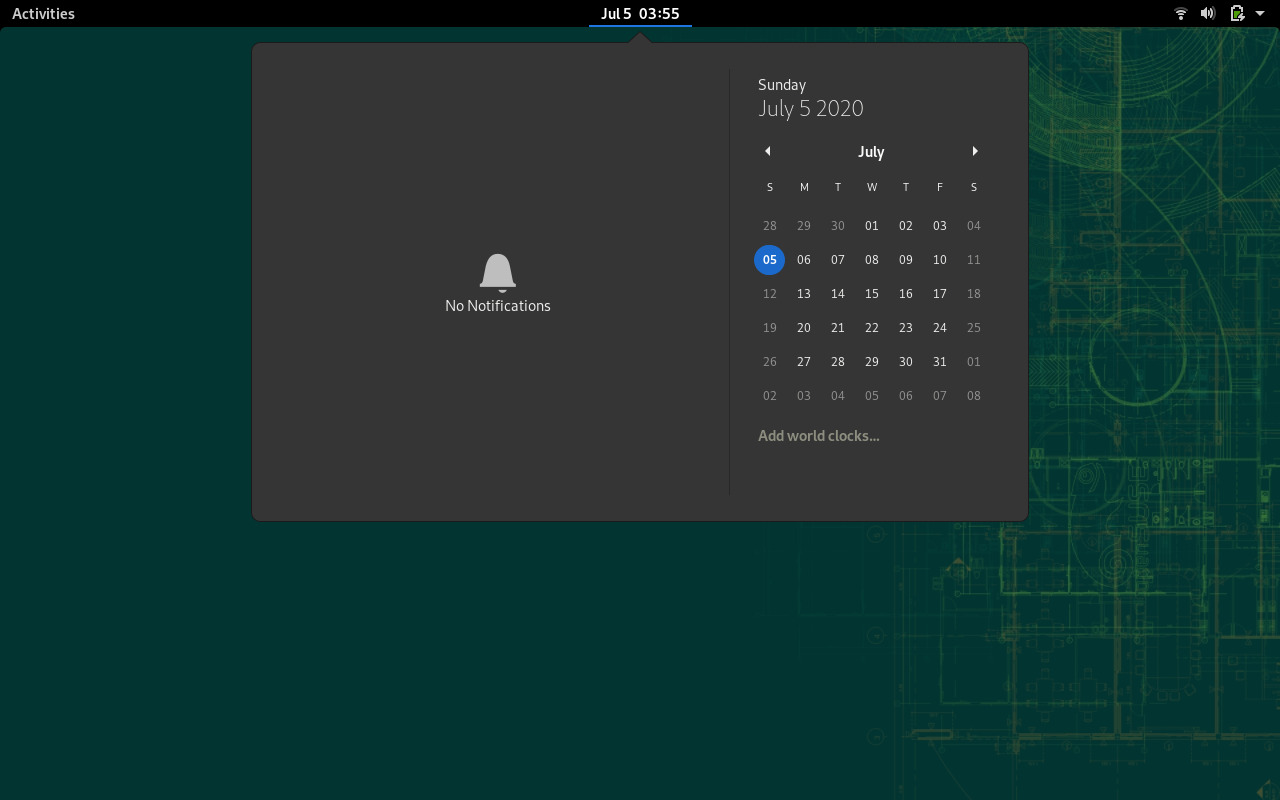 Activities
Jul 5 03:55
No Notifications
Sunday
July 5 2020
July
S M T W T F S
28 29 30 01 02 03 04
05 06 07 08 09 10 11
12 13 14 15 16 17 18
19 20 21 22 23 24 25
26 27 28 29 30 31 01
02 03 04 05 06 07 08
Add world clocks...